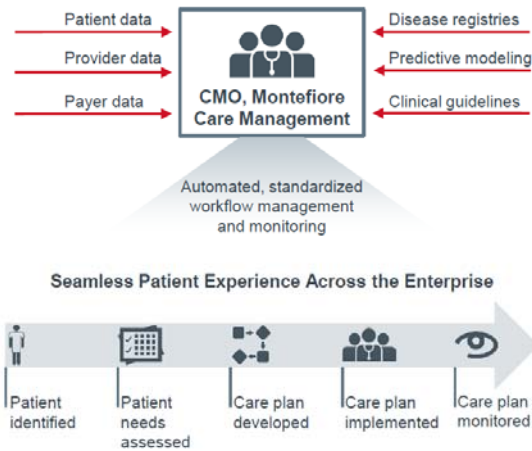 Patient data
Provider data
Payer data
CMO, Montefiore
Care Management
Disease registries
Predictive modeling
Clinical guidelines
Automated, standardized
workflow management
and monitoring
Seamless Patient Experience Across the Enterprise
Patient
identified
Patient
needs
assessed
Care plan
developed
Care plan
implemented
Care plan
monitored